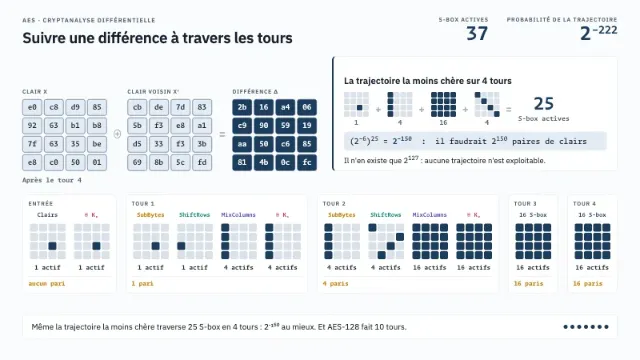 AES · CRYPTANALYSE DIFFÉRENTIELLE
Suivre une différence à travers les tours
S-BOX ACTIVES
37
PROBABILITÉ DE LA TRAJECTOIRE
2⁻²²²
CLAIR X
e0 c8 d9 85
92 63 b1 b8
7f 63 35 be
e8 c0 50 01
⊕
CLAIR VOISIN X'
cb de 7d 83
5b f3 e8 a1
d5 33 f3 3b
69 8b 5c fd
=
DIFFÉRENCE Δ
2b 16 a4 06
c9 90 59 19
aa 50 c6 85
81 4b 0c fc
Après le tour 4
La trajectoire la moins chère sur 4 tours
+ + + =
1 4 16 4
25
S-box actives
(2⁻⁶)²⁵ = 2⁻¹⁵⁰ : il faudrait 2¹⁵⁰ paires de clairs
Il n'en existe que 2¹²⁷ : aucune trajectoire n'est exploitable.
ENTRÉE
Clairs
1 actif
1 actif
aucun pari
TOUR 1
SubBytes ShiftRows MixColumns
1 actif 1 actif 4 actifs 4 actifs
1 pari
TOUR 2
SubBytes ShiftRows MixColumns
4 actifs 4 actifs 16 actifs 16 actifs
4 paris
TOUR 3
16 S-box
16 actifs
16 paris
TOUR 4
16 S-box
16 actifs
16 paris
Même la trajectoire la moins chère traverse 25 S-box en 4 tours : 2⁻¹⁵⁰ au mieux. Et AES-128 fait 10 tours.